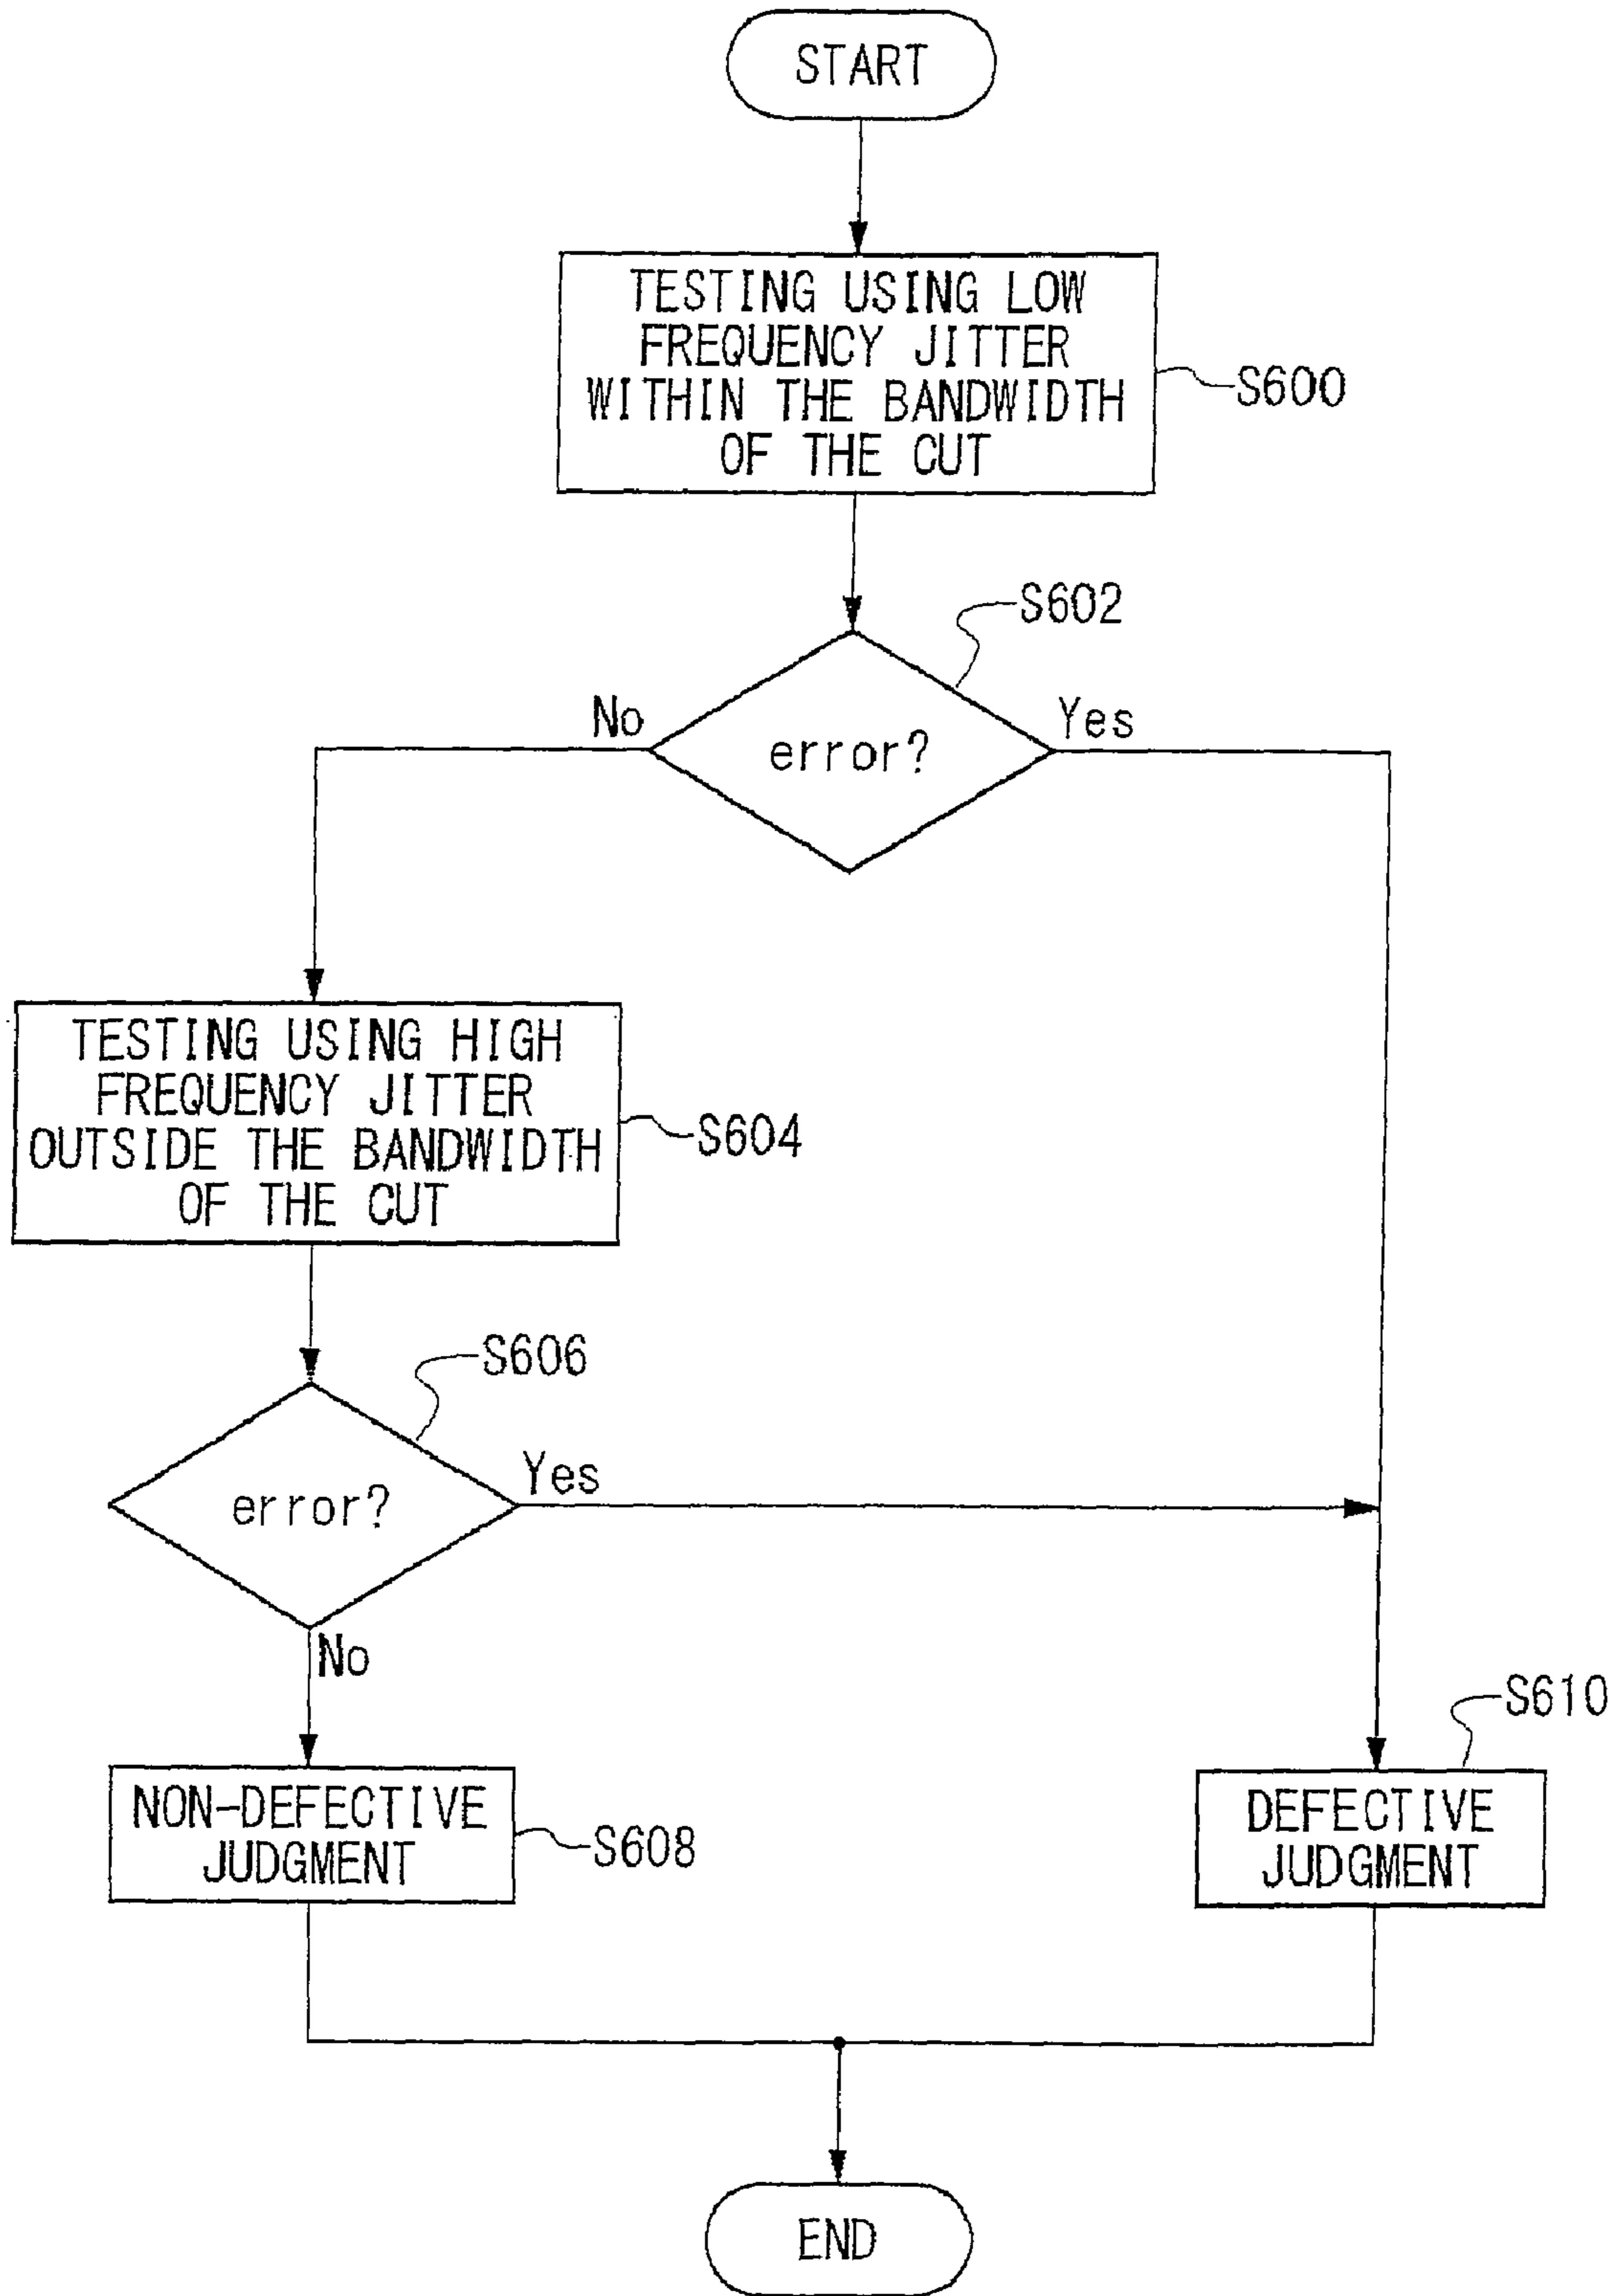 START
TESTING USING LOW
FREQUENCY JITTER
WITHIN THE BANDWIDTH
OF THE CUT
S600
S602
No
Yes
error?
TESTING USING HIGH
FREQUENCY JITTER
OUTSIDE THE BANDWIDTH
OF THE CUT
S604
S606
Yes
error?
No
S610
NON-DEFECTIVE
JUDGMENT
S608
DEFECTIVE
JUDGMENT
END